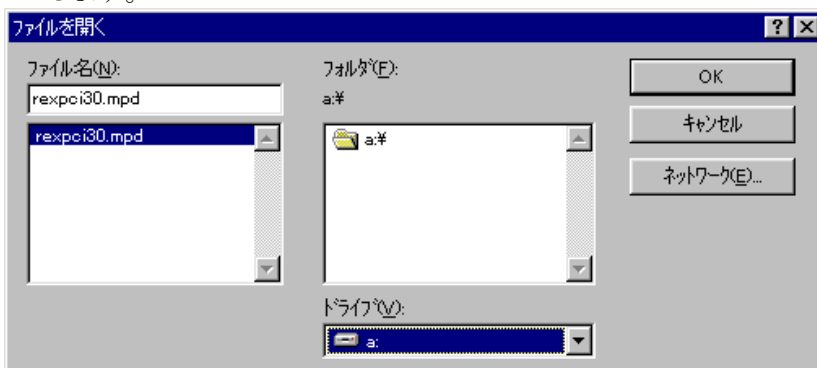 ファイルを開く
ファイル名(N):
rexpci30.mpd
rexpci30.mpd
フォルダ(F):
a:¥
a:¥
ドライブ(V):
a:
OK
キャンセル
ネットワーク(E)...